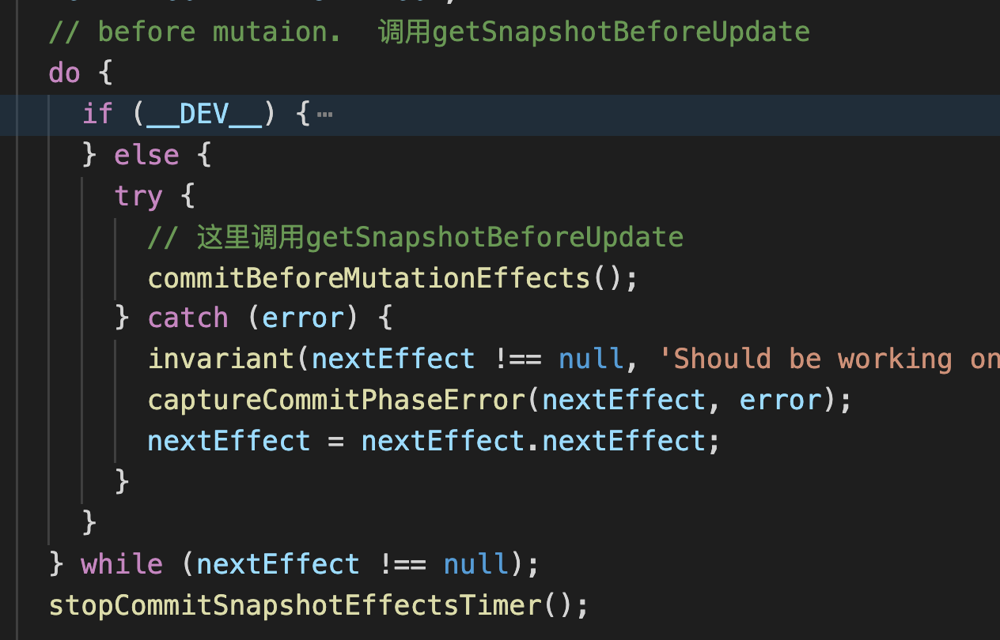 // before mutaion.  调用getSnapshotBeforeUpdate
do {
if (__DEV__) {⋯
} else {
try {
// 这里调用getSnapshotBeforeUpdate
commitBeforeMutationEffects();
} catch (error) {
invariant(nextEffect !== null, 'Should be working on
captureCommitPhaseError(nextEffect, error);
nextEffect = nextEffect.nextEffect;
}
}
} while (nextEffect !== null);
stopCommitSnapshotEffectsTimer();